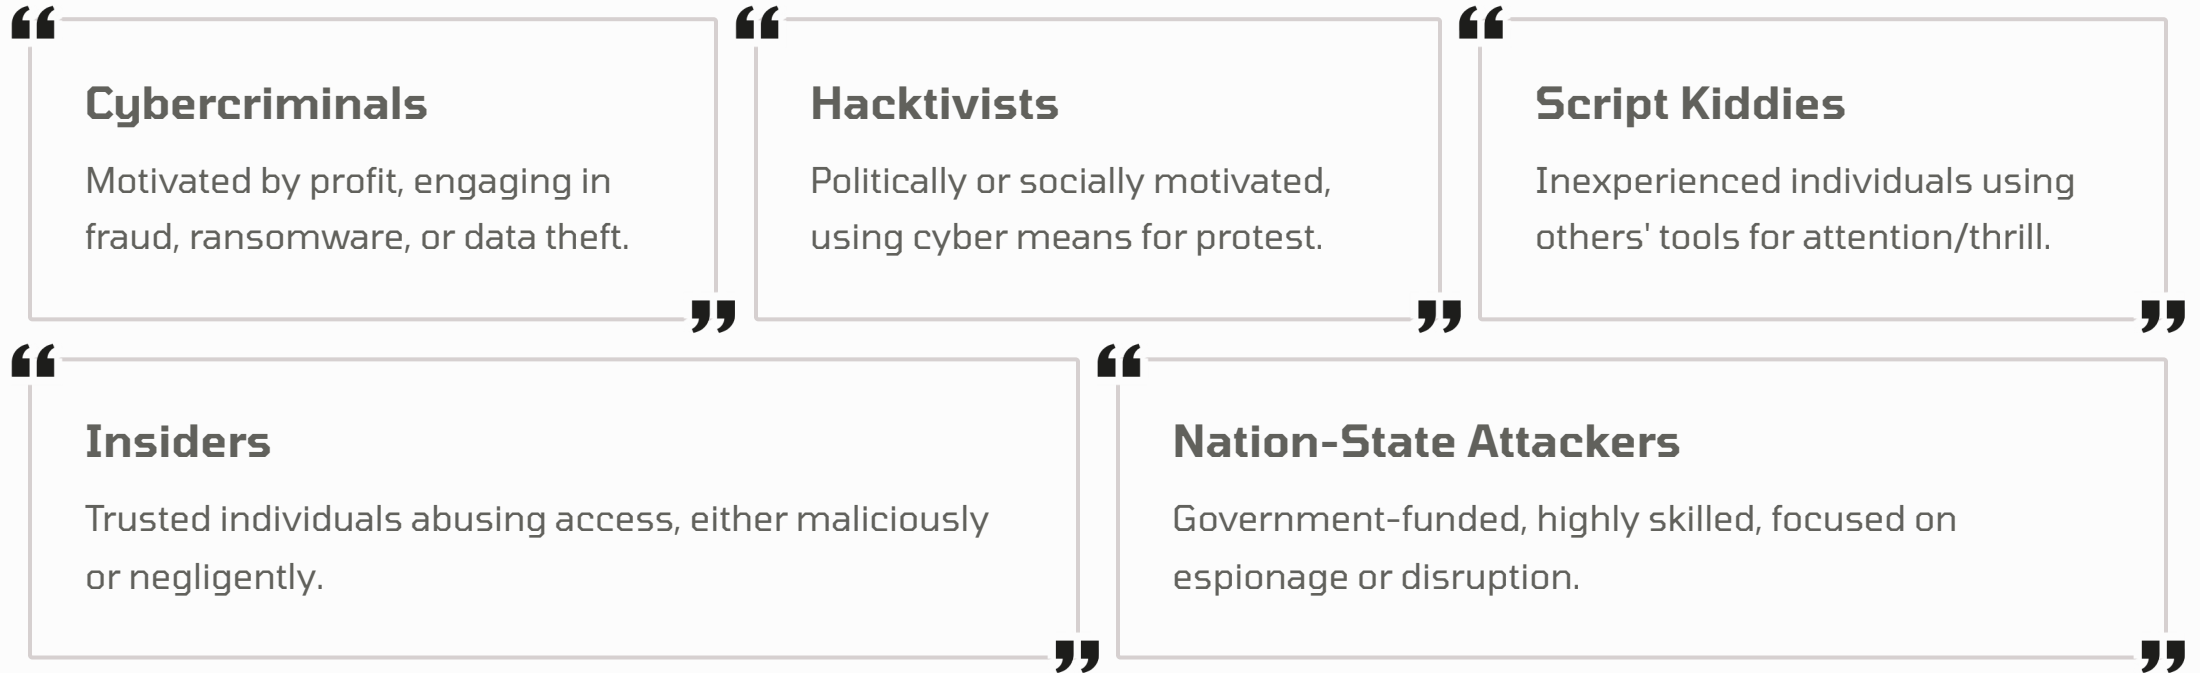 Cybercriminals
Motivated by profit, engaging in
fraud, ransomware, or data theft.
Hacktivists
Politically or socially motivated,
using cyber means for protest.
Script Kiddies
Inexperienced individuals using
others' tools for attention/thrill.
Insiders
Trusted individuals abusing access, either maliciously
or negligently.
Nation-State Attackers
Government-funded, highly skilled, focused on
espionage or disruption.